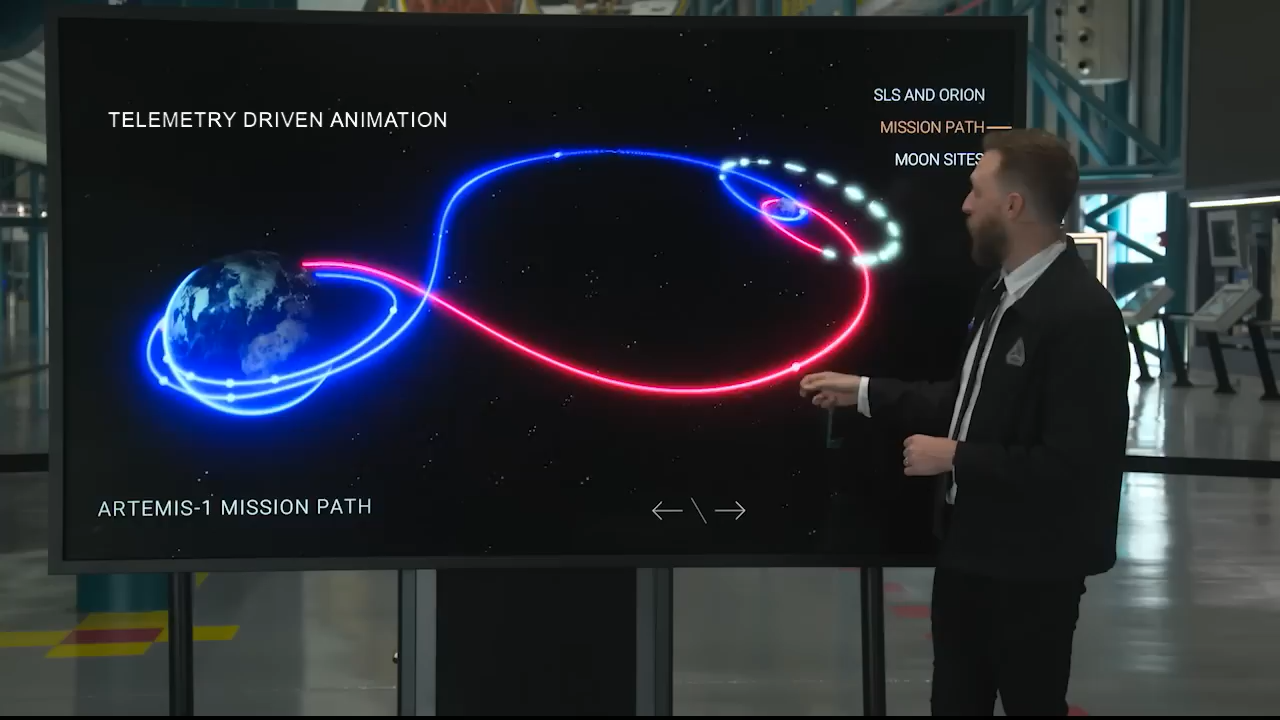 TELEMETRY DRIVEN ANIMATION
SLS AND ORION
MISSION PATH
MOON SITES
ARTEMIS-1 MISSION PATH